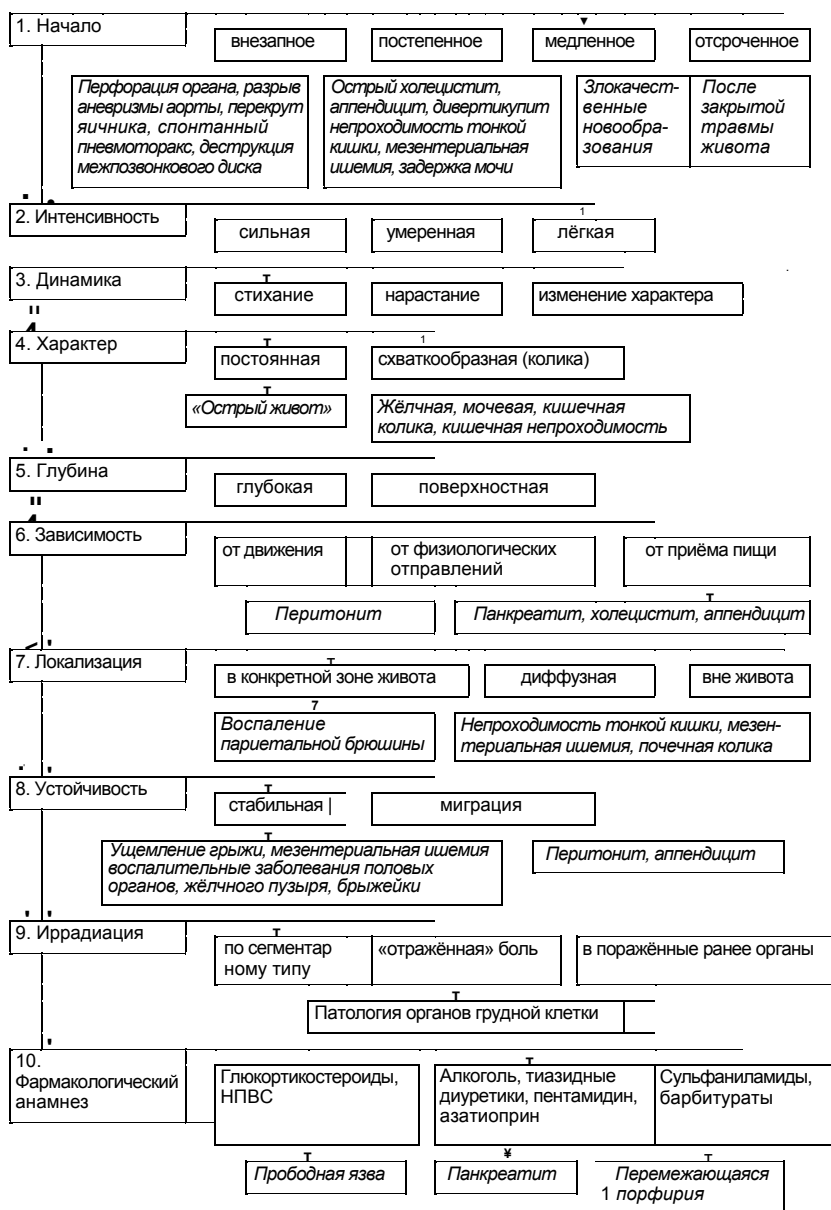 1. Начало
внезапное
постепенное
медленное
отсроченное
Перфорация органа, разрыв
аневризмы аорты, перекрут
яичника, спонтанный
пневмоторакс, деструкция
межпозвонкового диска
Острый холецистит,
аппендицит, дивертикупит
непроходимость тонкой
кишки, мезентериальная
ишемия, задержка мочи
Злокачест-
венные
новообра-
зования
После
закрытой
травмы
живота
2. Интенсивность
сильная
умеренная
лёгкая
3. Динамика
стихание
нарастание
изменение характера
4. Характер
постоянная
схваткообразная (колика)
«Острый живот»
Жёлчная, мочевая, кишечная
колика, кишечная непроходимость
5. Глубина
глубокая
поверхностная
6. Зависимость
от движения
от физиологических
отправлений
от приёма пищи
Перитонит
Панкреатит, холецистит, аппендицит
7. Локализация
в конкретной зоне живота
диффузная
вне живота
Воспаление
париетальной брюшины
Непроходимость тонкой кишки, мезен-
териальная ишемия, почечная колика
8. Устойчивость
стабильная |
миграция
Ущемление грыжи, мезентериальная ишемия
воспалительные заболевания половых
органов, жёлчного пузыря, брыжейки
Перитонит, аппендицит
9. Иррадиация
по сегментар
ному типу
«отражённая» боль
в поражённые ранее органы
Патология органов грудной клетки
10.
Фармакологический
анамнез
Глюкортикостероиды,
НПВС
Алкоголь, тиазидные
диуретики, пентамидин,
азатиоприн
Сульфаниламиды,
барбитураты
Прободная язва
Панкреатит
Перемежающаяся
1 порфирия